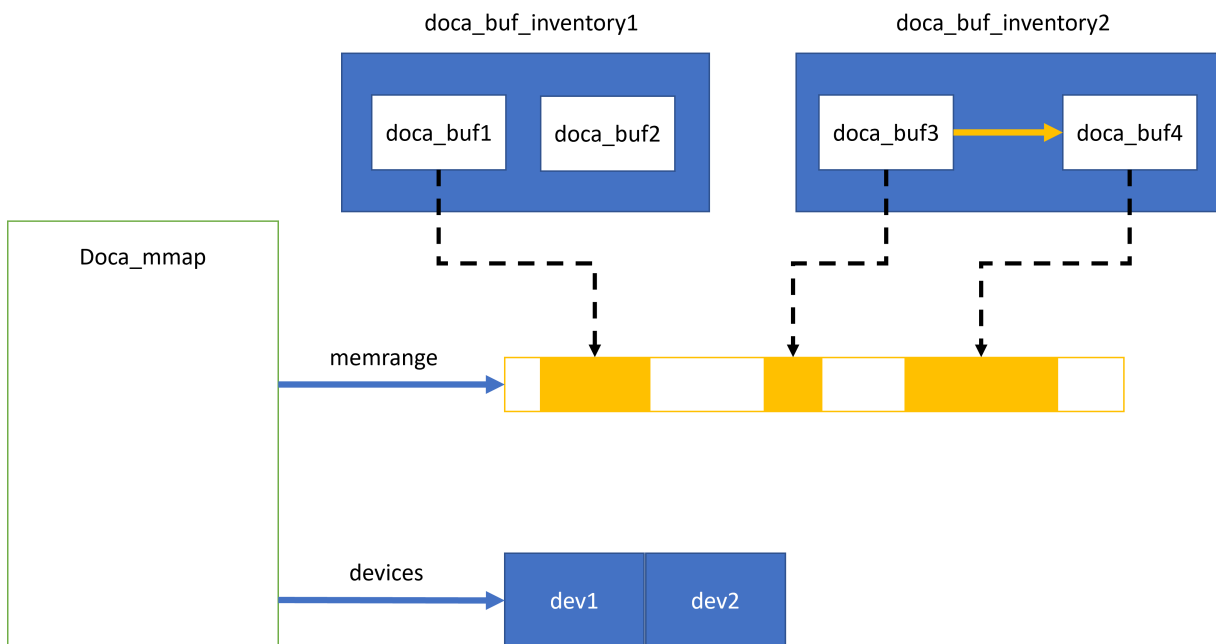 doca_buf_inventory1
doca_buf_inventory2
doca_buf1
doca_buf2
doca_buf3
doca_buf4
Doca_mmap
memrange
devices
dev1
dev2